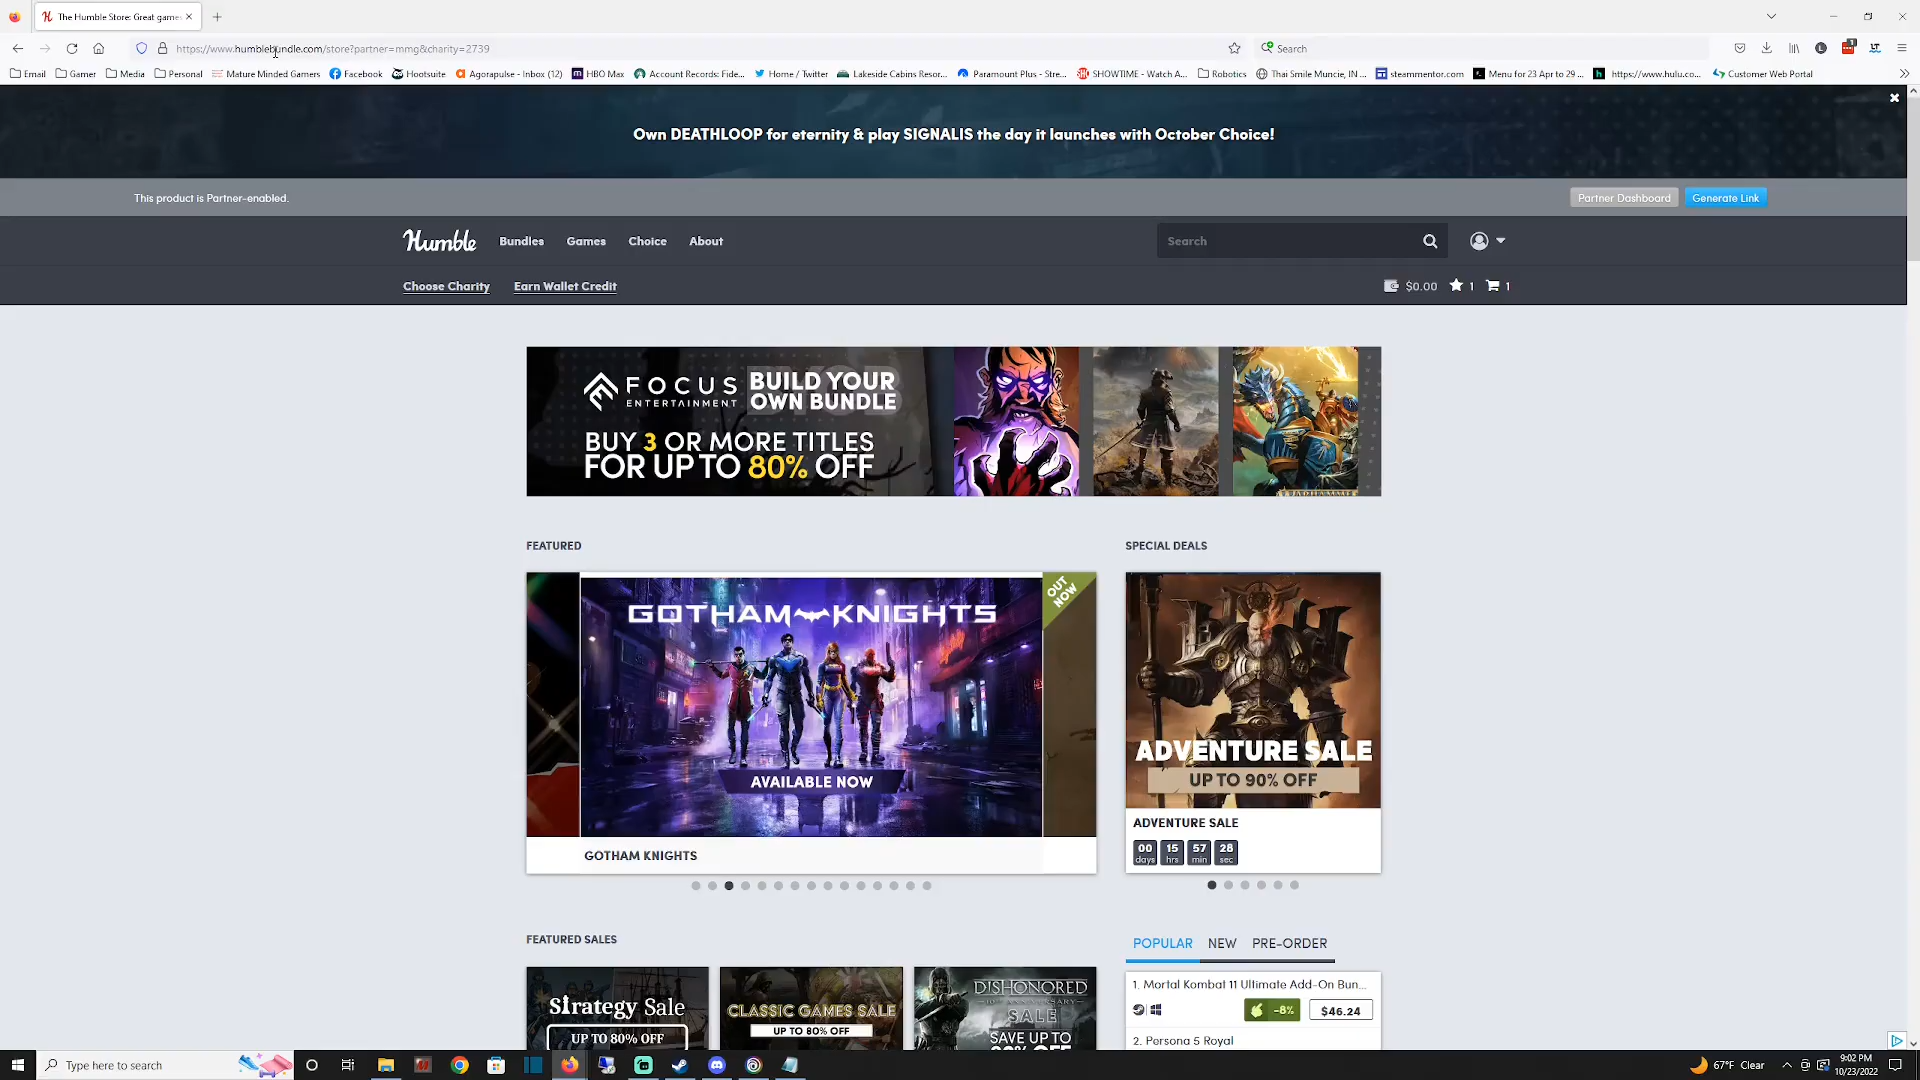 The Humble Store: Great game
https://www.humblebundle.com/store?partner=mmg&charity=2739
Search
Email
Gamer
Media
Personal
Mature Minded Gamers
Facebook
Hootsuite
Agorapulse - Inbox (12)
HBO Max
Account Records: Fide...
Home / Twitter
Lakeside Cabins Resor...
Paramount Plus - Stre...
SHOWTIME - Watch A...
Robotics
Thai Smile Muncie, IN ...
steammentor.com
Menu for 23 Apr to 29 ...
https://www.hulu.co...
Customer Web Portal
Own DEATHLOOP for eternity & play SIGNALIS the day it launches with October Choice!
This product is Partner-enabled.
Partner Dashboard
Generate Link
Humble
Bundles
Games
Choice
About
Search
Choose Charity
Earn Wallet Credit
$0.00
1
1
FOCUS
ENTERTAINMENT
BUILD YOUR
OWN BUNDLE
BUY 3 OR MORE TITLES
FOR UP TO 80% OFF
FEATURED
SPECIAL DEALS
GOTHAM KNIGHTS
OUT NOW
AVAILABLE NOW
GOTHAM KNIGHTS
ADVENTURE SALE
UP TO 90% OFF
ADVENTURE SALE
00 15 57 28
days hrs min sec
FEATURED SALES
POPULAR
NEW
PRE-ORDER
Strategy Sale
UP TO 80% OFF
CLASSIC GAMES SALE
UP TO 80% OFF
DISHONORED
SALE
SAVE UP TO
1. Mortal Kombat 11 Ultimate Add-On Bun...
-8%
$46.24
2. Persona 5 Royal
Type here to search
67°F Clear
9:02 PM
10/23/2022